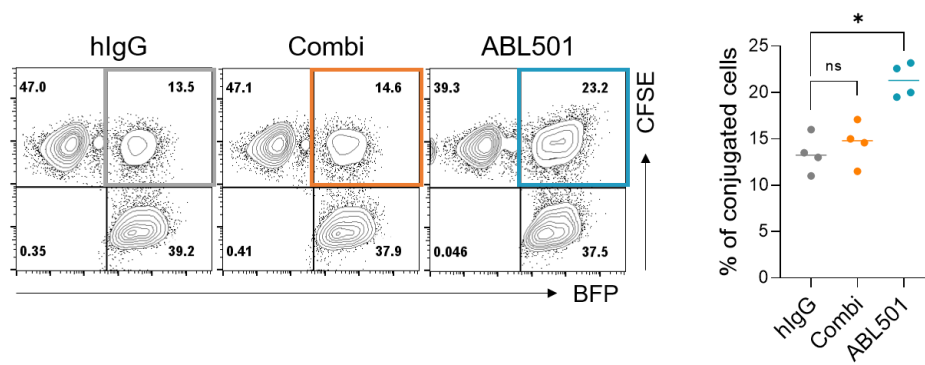 hIgG
Combi
ABL501
47.0
13.5
0.35
39.2
47.1
14.6
0.41
37.9
39.3
23.2
0.046
37.5
CFSE
BFP
*
ns
% of conjugated cells
25
20
15
10
5
0
hIgG
Combi
ABL501